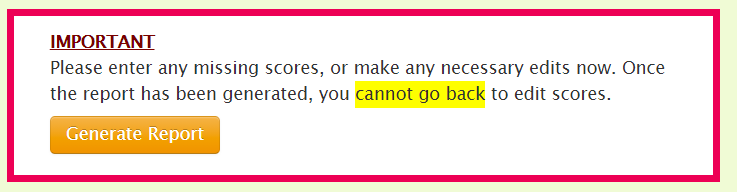 IMPORTANT
Please enter any missing scores, or make any necessary edits now. Once
the report has been generated, you cannot go back to edit scores.
Generate Report